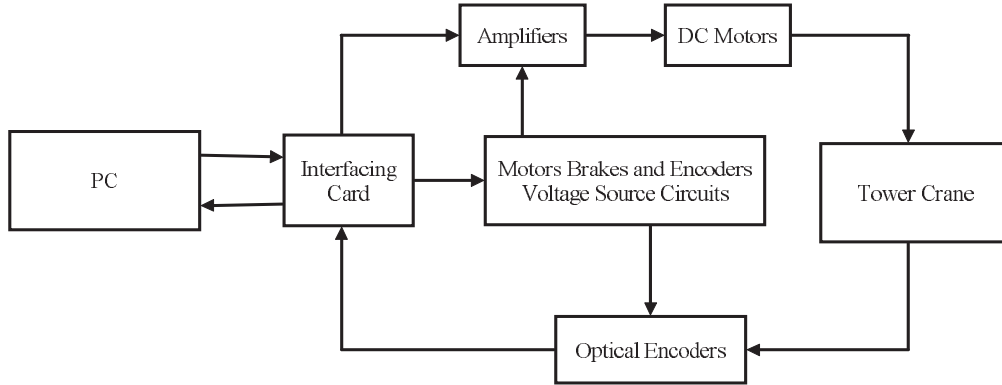 Amplifiers
DC Motors
PC
Interfacing
Card
Motors Brakes and Encoders
Voltage Source Circuits
Tower Crane
Optical Encoders